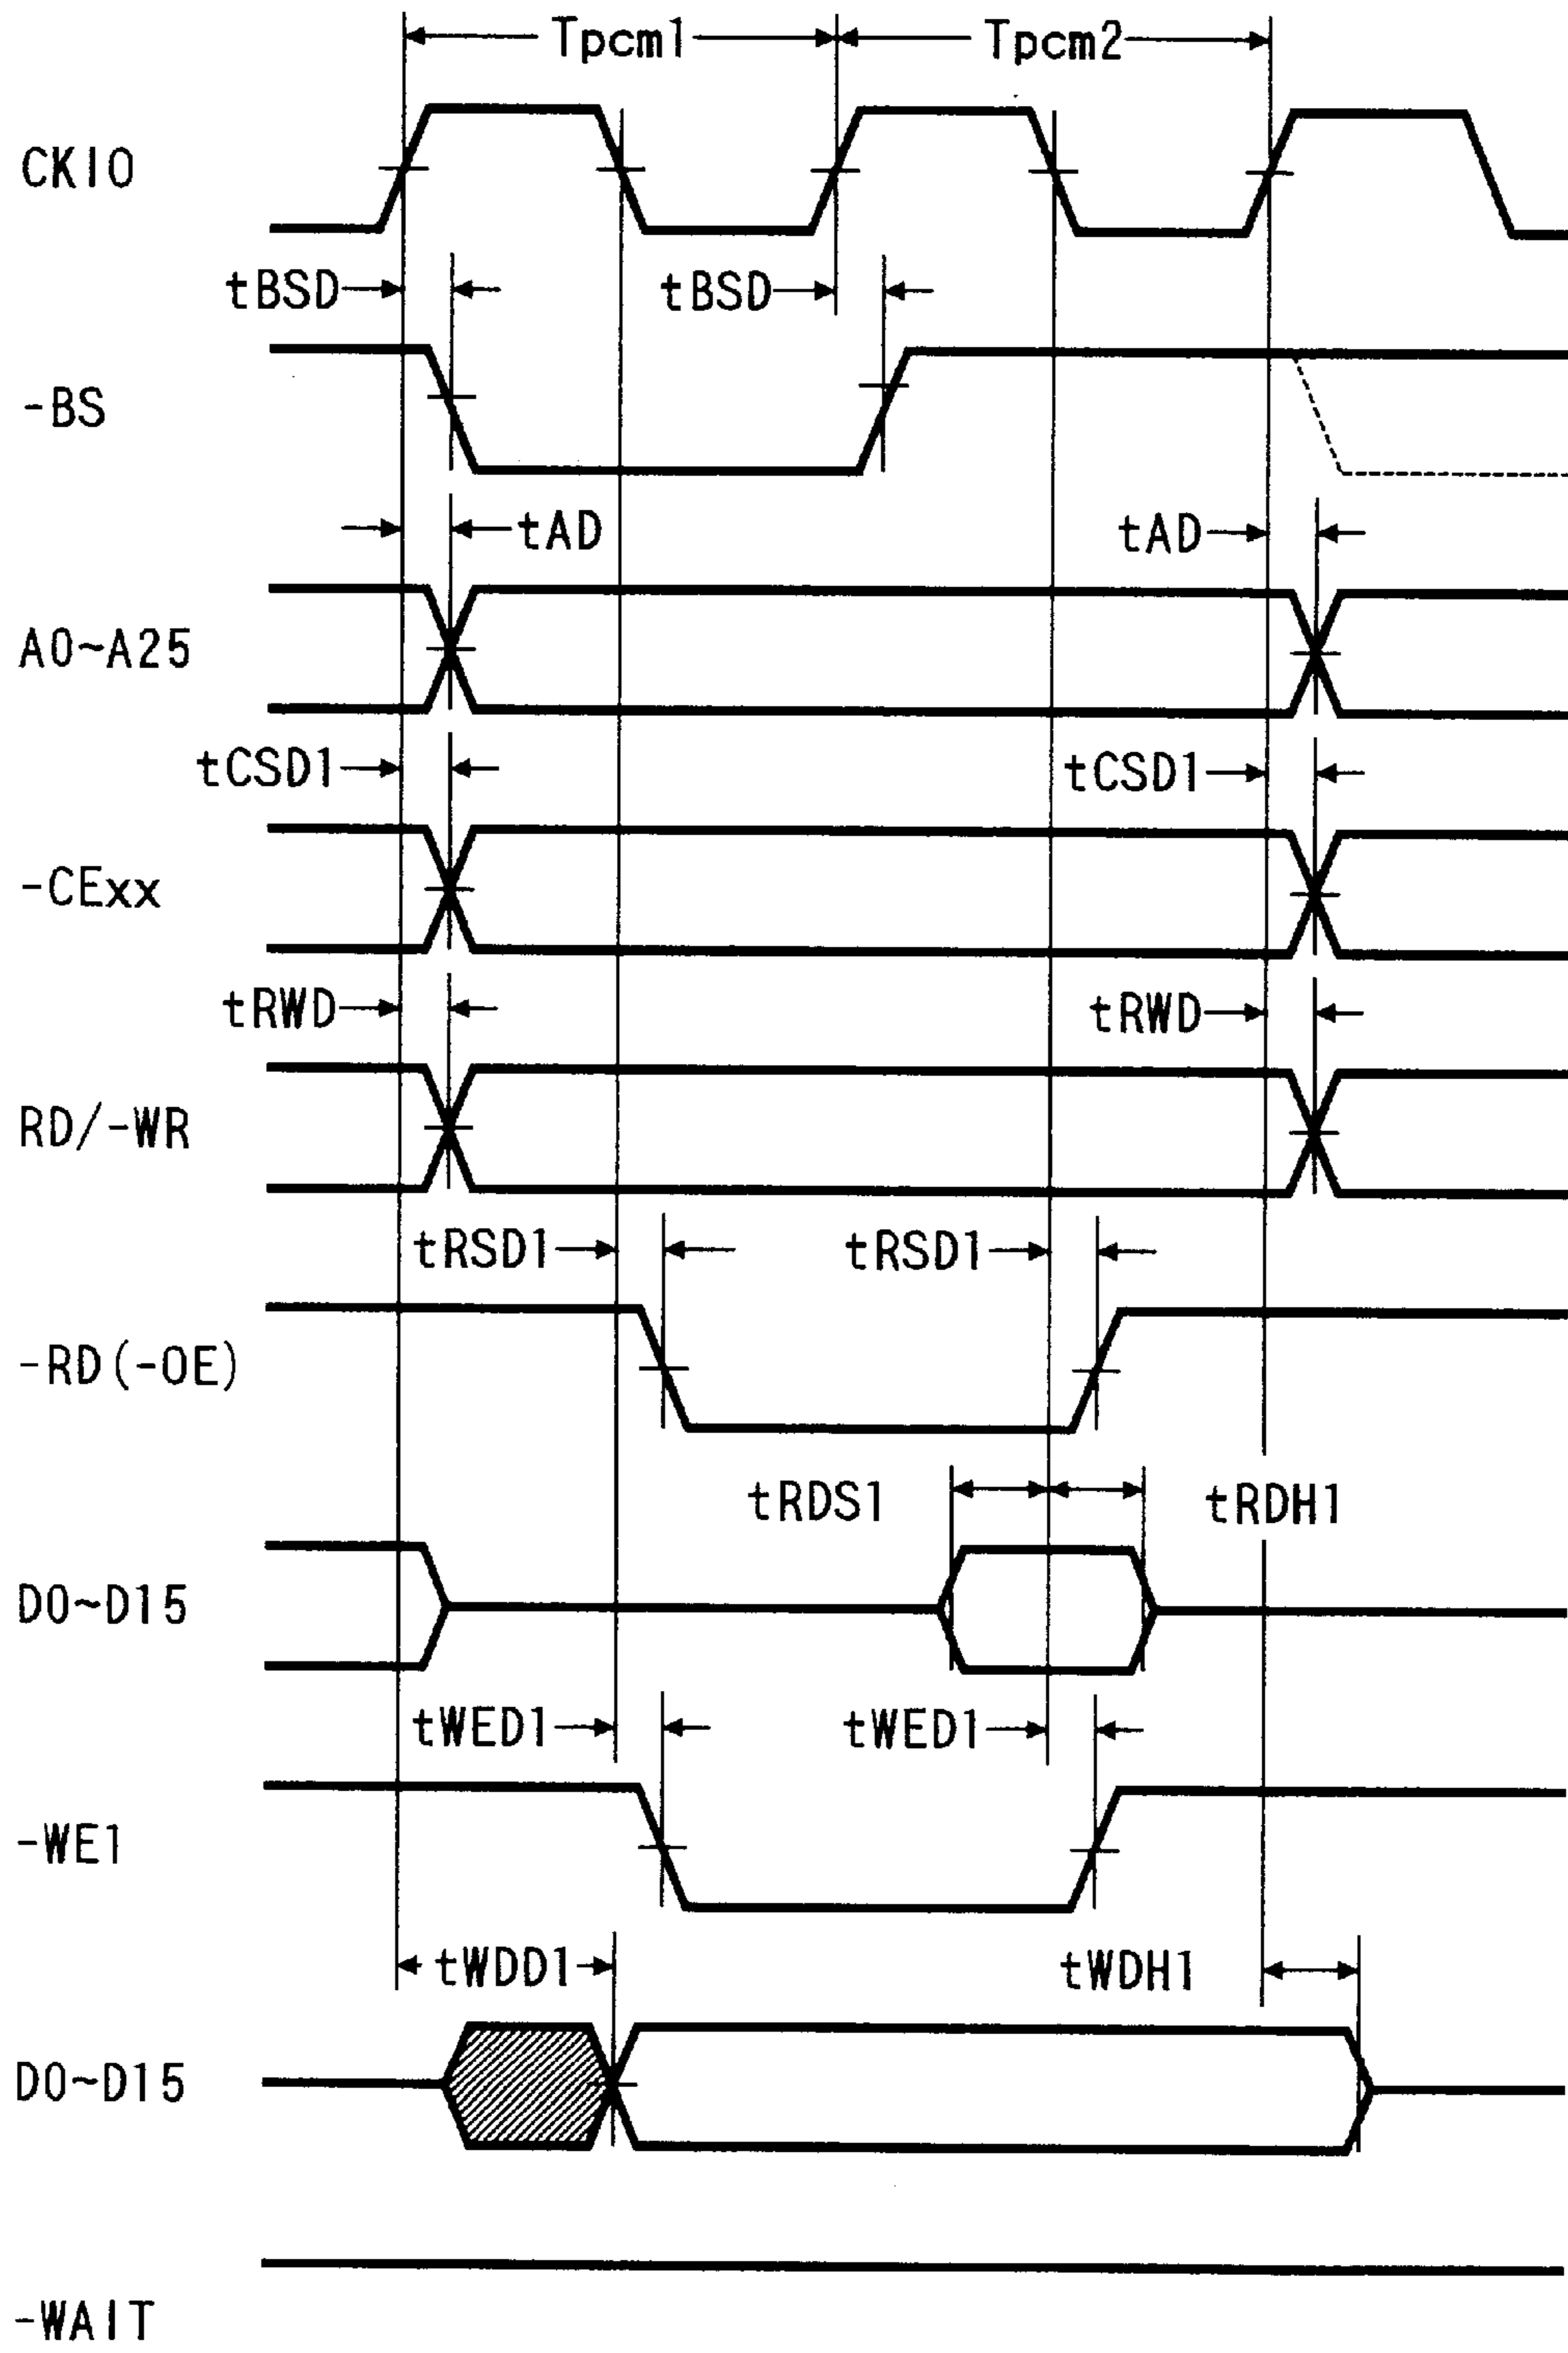 Tpcm1 Tpcm2
CKIO
tBSD tBSD
-BS
tAD tAD
A0~A25
tCSD1 tCSD1
-CExx
tRWD tRWD
RD/-WR
tRSD1 tRSD1
-RD(-OE)
tRDS1 tRDH1
D0~D15
tWED1 tWED1
-WE1
tWDD1 tWDH1
D0~D15
-WAIT